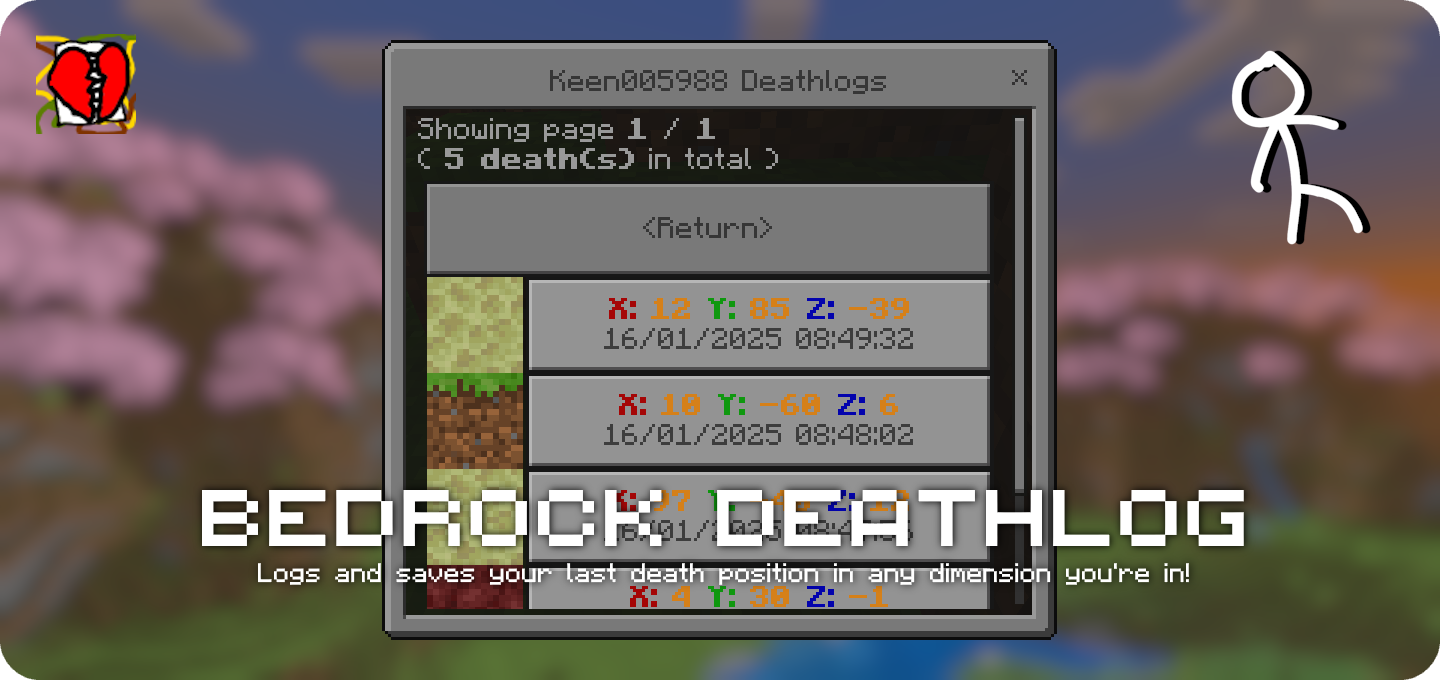 Keen005988 Deathlogs
Showing page 1 / 1
( 5 death(s) in total )
<Return>
X: 12 Y: 85 Z: -39
16/01/2025 08:49:32
X: 10 Y: -60 Z: 6
16/01/2025 08:48:02
BEDROCK DEATHLOG
Logs and saves your last death position in any dimension you're in!
X: 4 Y: 30 Z: -1